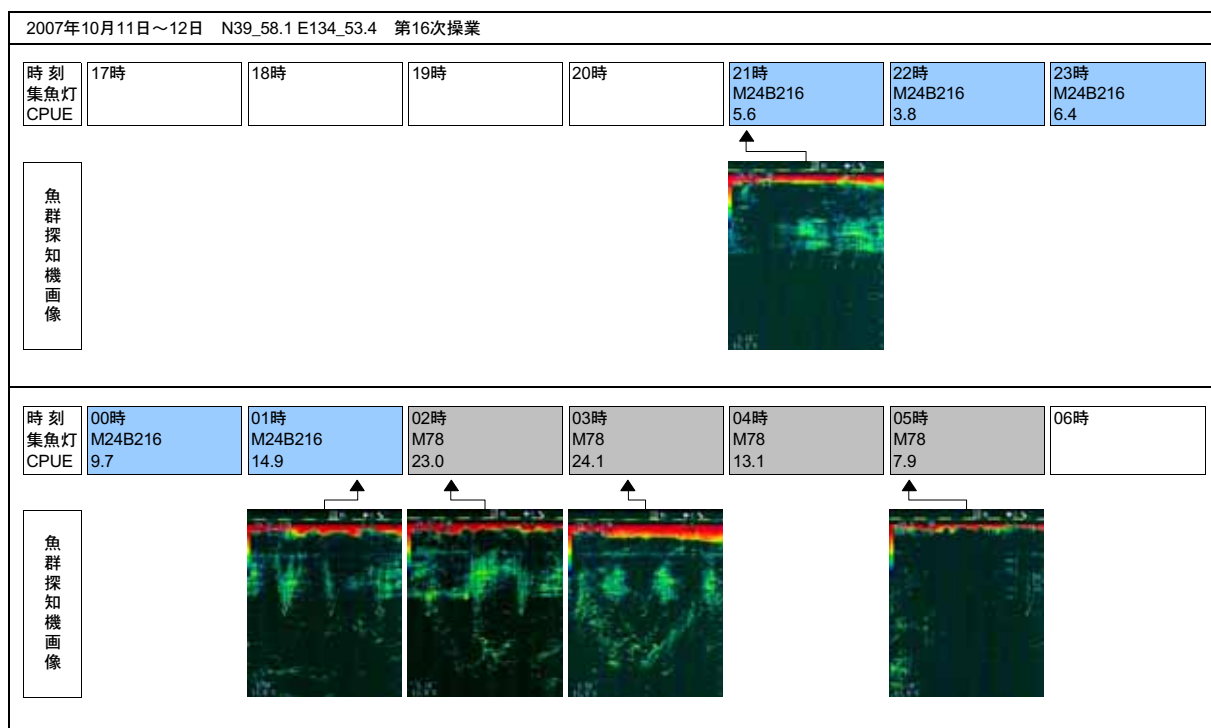 2007年10月11日～12日 N39_58.1 E134_53.4 第16次操業
時刻
集魚灯
CPUE
17時
18時
19時
20時
21時
M24B216
5.6
22時
M24B216
3.8
23時
M24B216
6.4
魚群探知機画像
時刻
集魚灯
CPUE
00時
M24B216
9.7
01時
M24B216
14.9
02時
M78
23.0
03時
M78
24.1
04時
M78
13.1
05時
M78
7.9
06時
魚群探知機画像